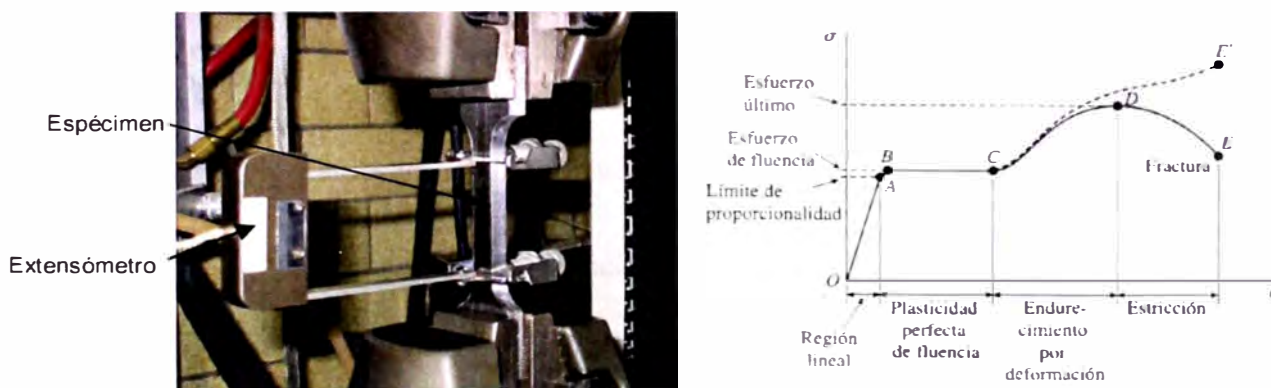 Espécimen
Extensómetro
σ
Esfuerzo
último
Esfuerzo
de fluencia
Límite de
proporcionalidad
E'
D
E
B
C
A
Fractura
O
Región
lineal
Plasticidad
perfecta
de fluencia
Endure-
cimiento
por
deformación
Estricción